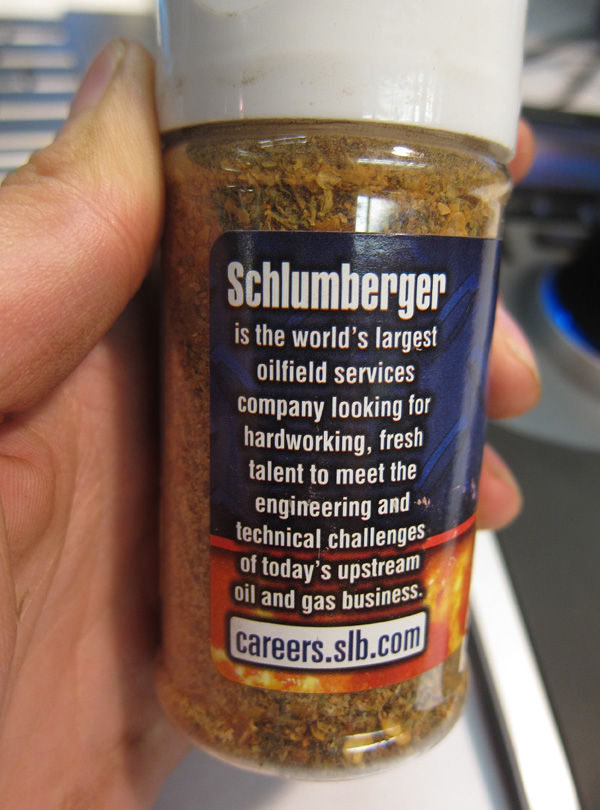 Schlumberger
is the world's largest
oilfield services
company looking for
hardworking, fresh
talent to meet the
engineering and
technical challenges
of today's upstream
oil and gas business.
careers.slb.com